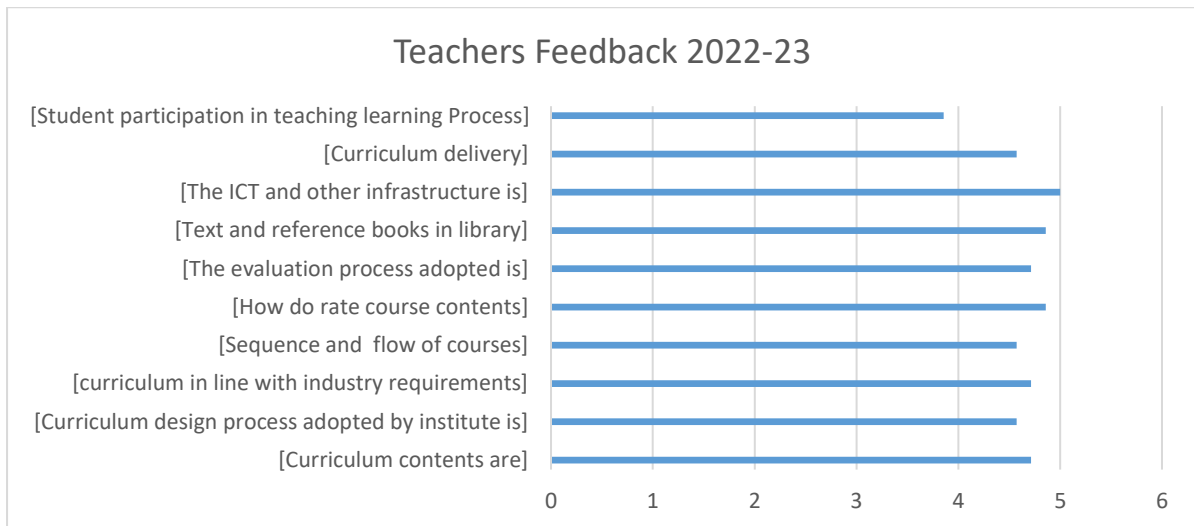 Teachers Feedback 2022-23
[Student participation in teaching learning Process]
[Curriculum delivery]
[The ICT and other infrastructure is]
[Text and reference books in library]
[The evaluation process adopted is]
[How do rate course contents]
[Sequence and  flow of courses]
[curriculum in line with industry requirements]
[Curriculum design process adopted by institute is]
[Curriculum contents are]
0 1 2 3 4 5 6